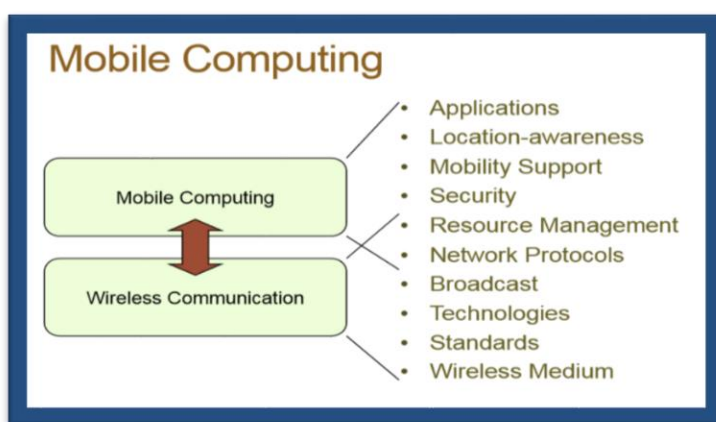 Mobile Computing
Mobile Computing
Wireless Communication
• Applications
• Location-awareness
• Mobility Support
• Security
• Resource Management
• Network Protocols
• Broadcast
• Technologies
• Standards
• Wireless Medium